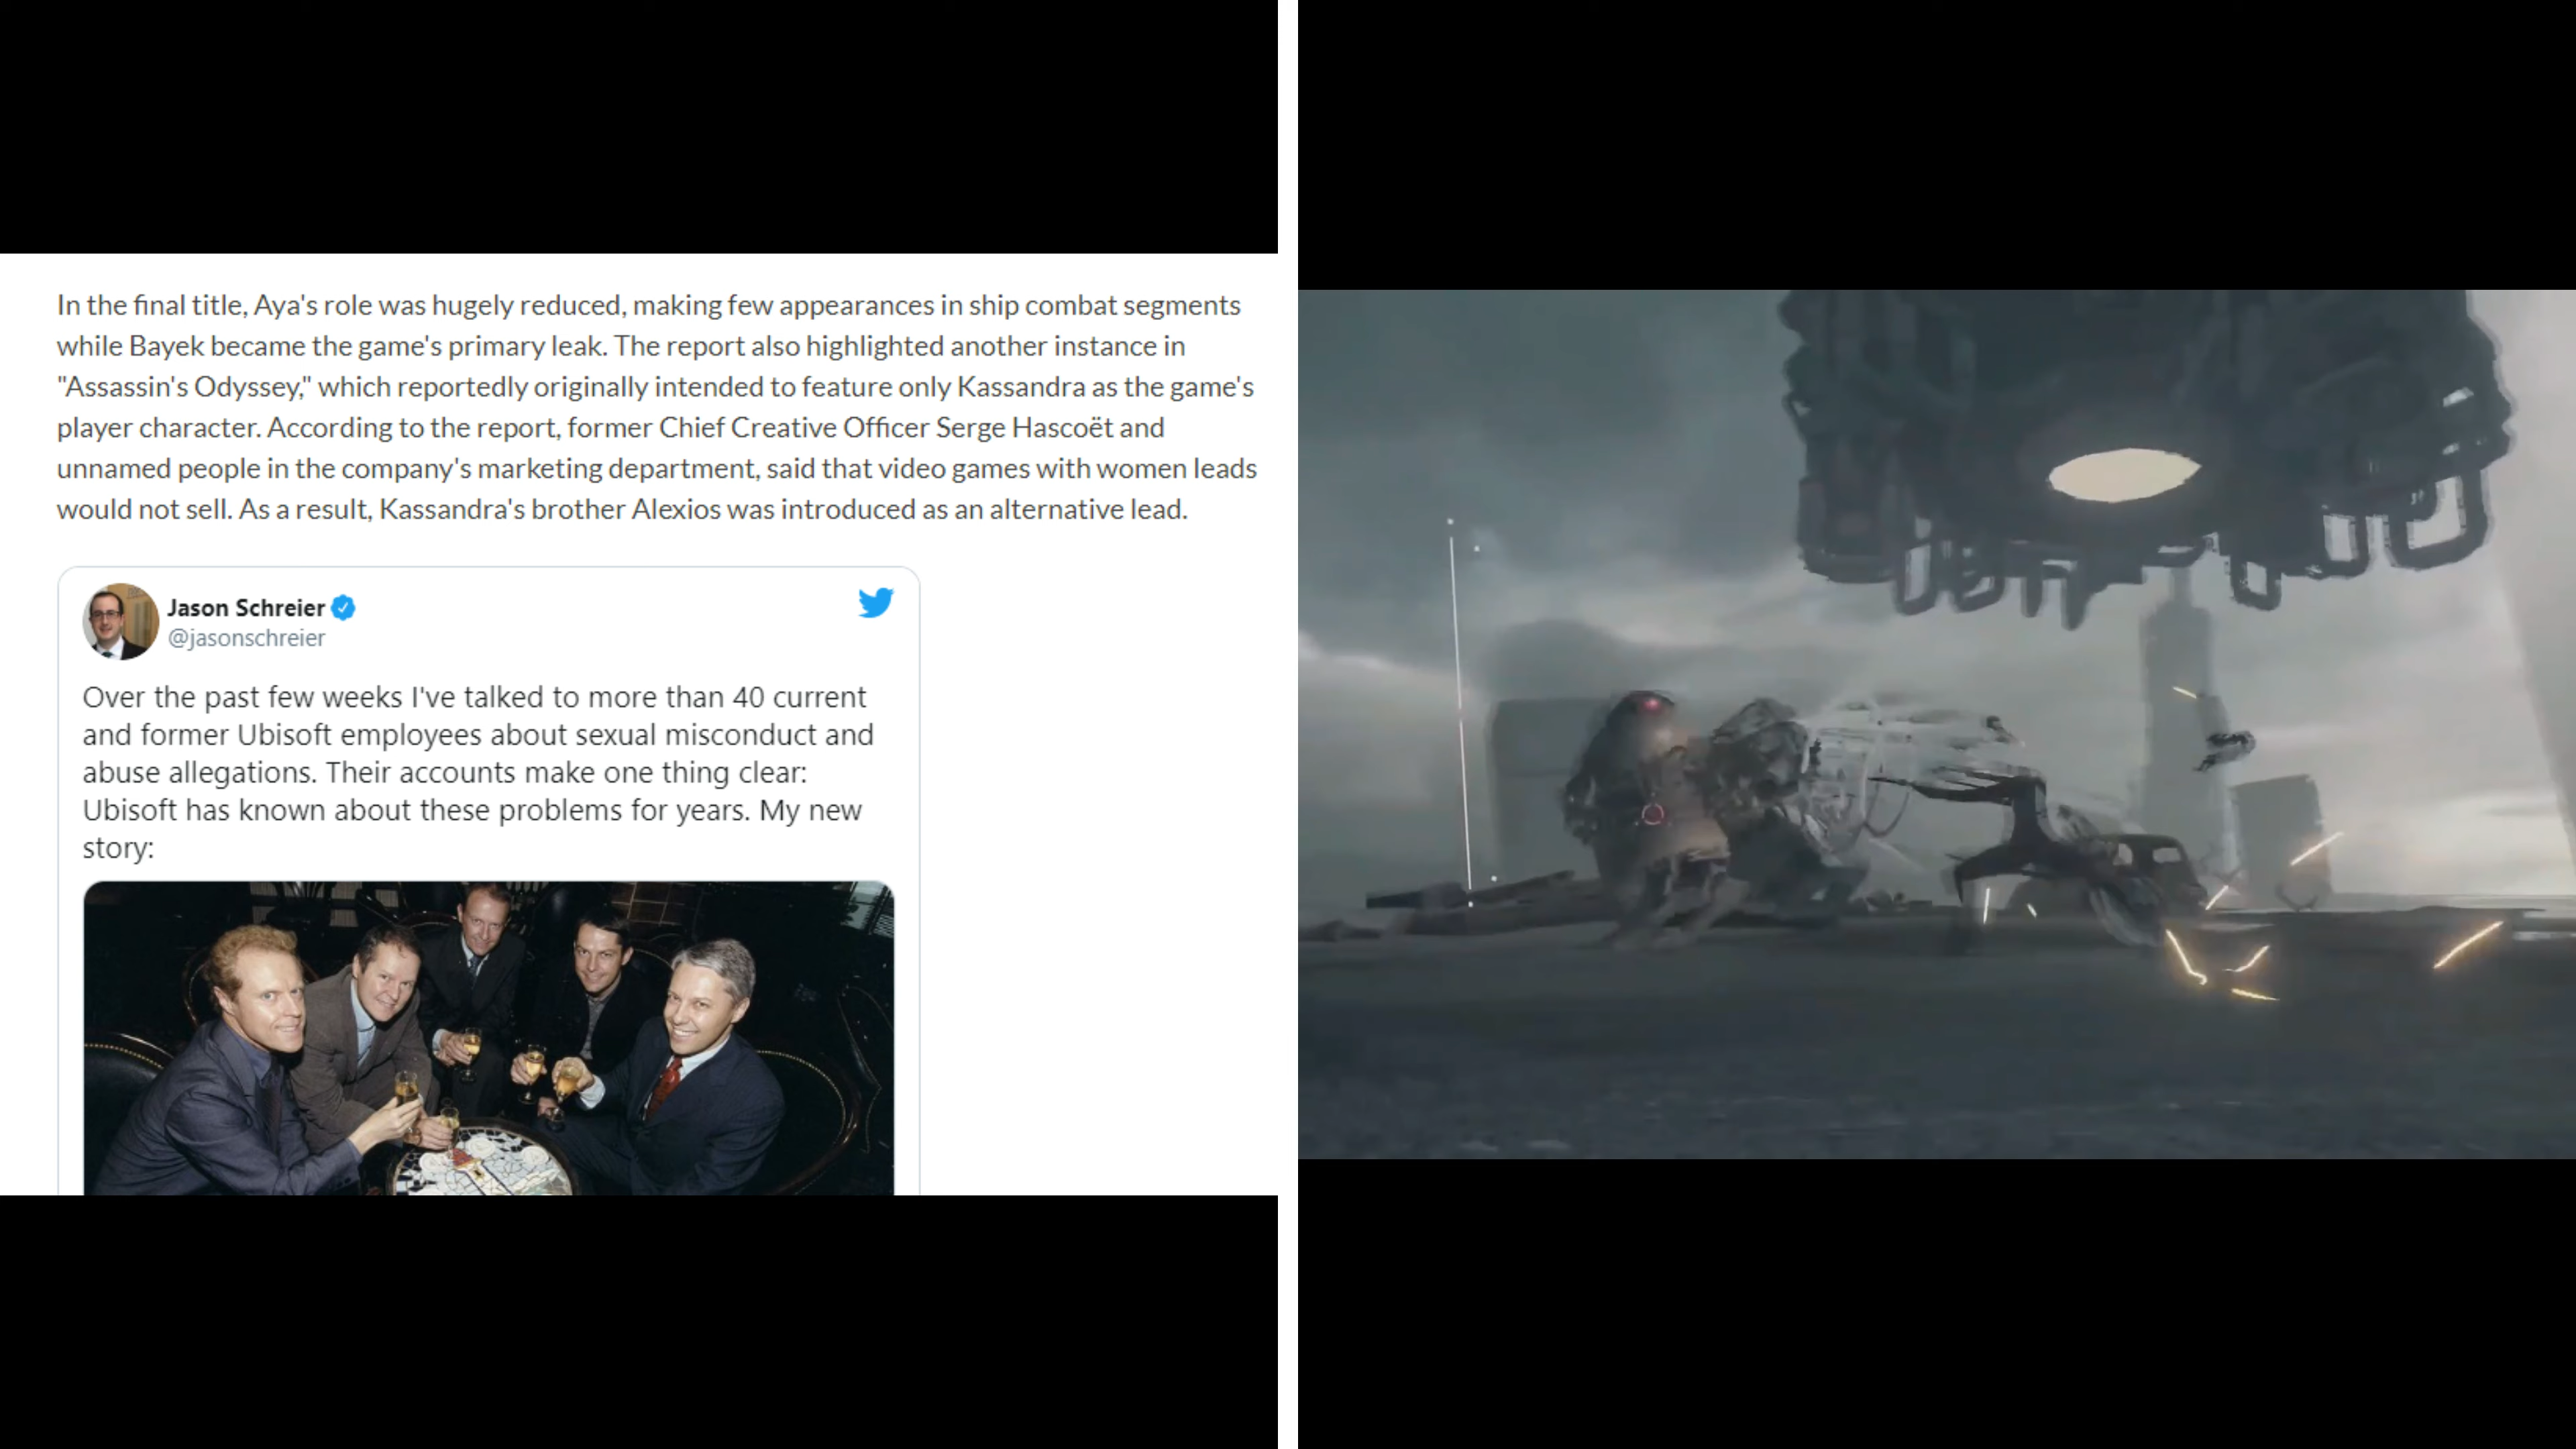 In the final title, Aya's role was hugely reduced, making few appearances in ship combat segments
while Bayek became the game's primary leak. The report also highlighted another instance in
"Assassin's Odyssey," which reportedly originally intended to feature only Kassandra as the game's
player character. According to the report, former Chief Creative Officer Serge Hascoët and
unnamed people in the company's marketing department, said that video games with women leads
would not sell. As a result, Kassandra's brother Alexios was introduced as an alternative lead.
Jason Schreier
@jasonschreier
Over the past few weeks I've talked to more than 40 current
and former Ubisoft employees about sexual misconduct and
abuse allegations. Their accounts make one thing clear:
Ubisoft has known about these problems for years. My new
story: